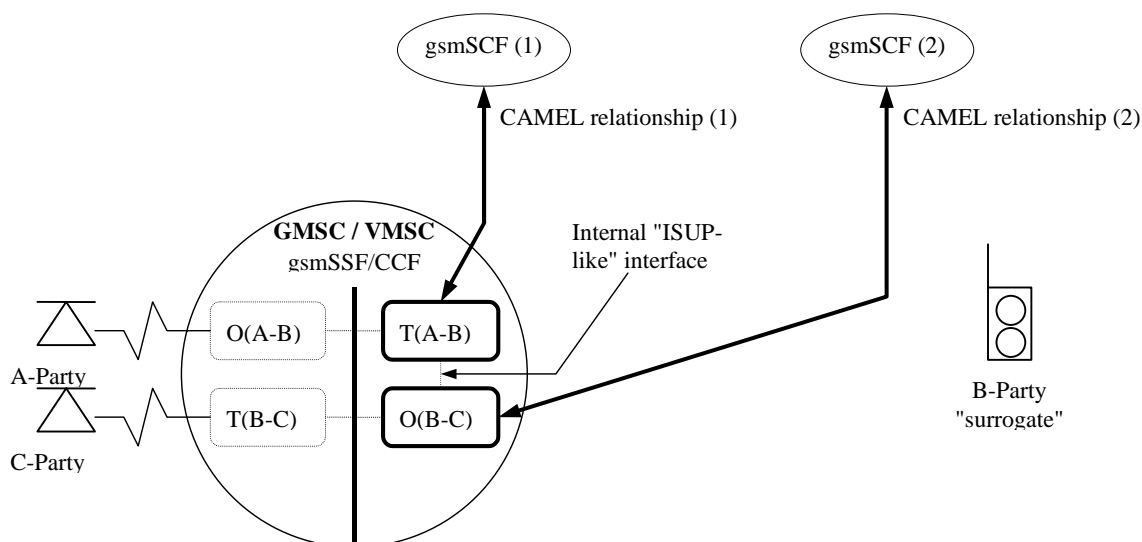 gsmSCF (1)
gsmSCF (2)
CAMEL relationship (1)
CAMEL relationship (2)
GMSC / VMSC
gsmSSF/CCF
Internal "ISUP-
like" interface
O(A-B)
T(A-B)
A-Party
T(B-C)
O(B-C)
C-Party
B-Party
"surrogate"